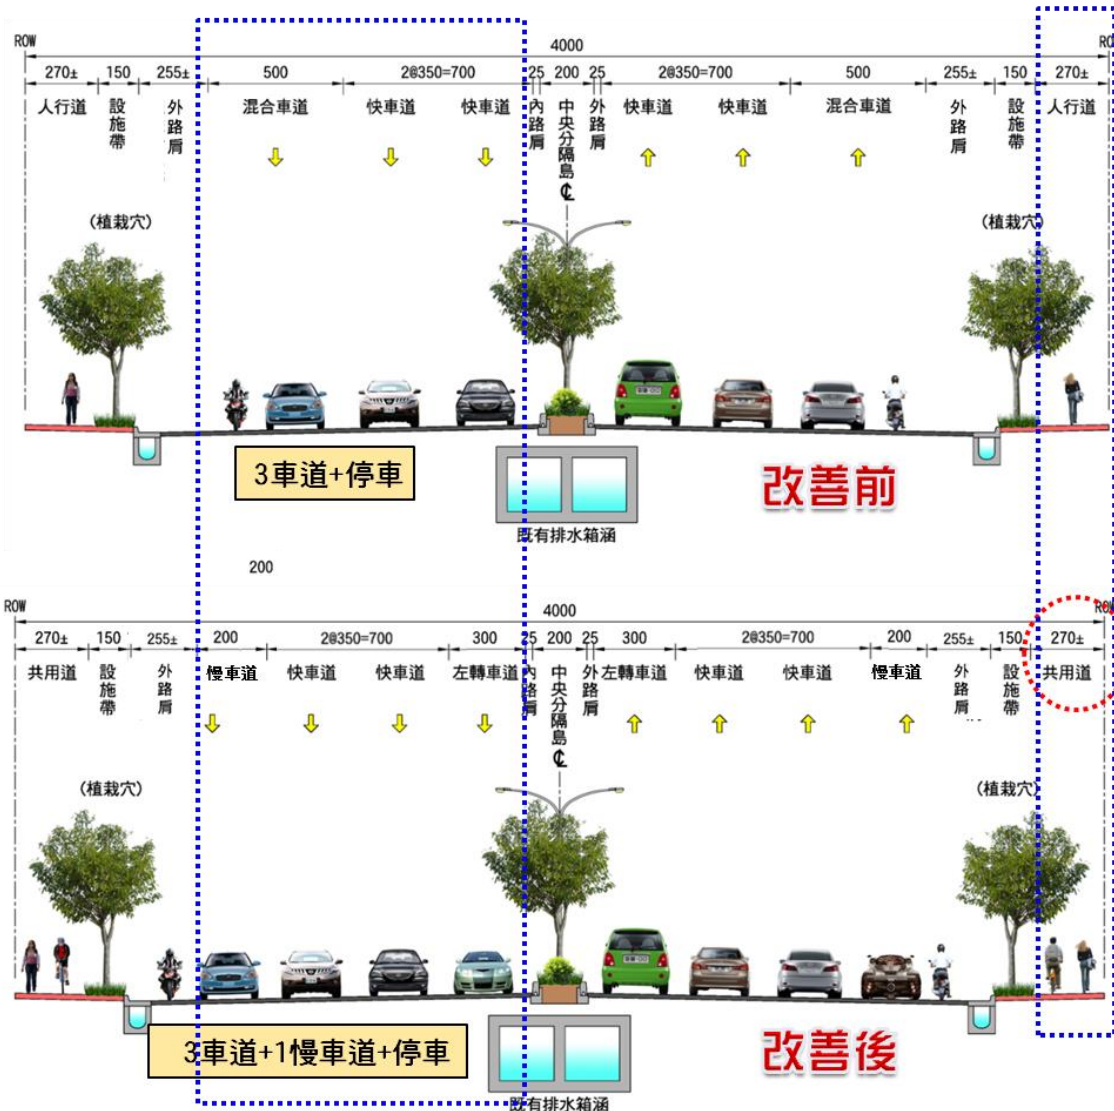 ROW
ROW
4000
270±
150
255±
500
2@350=700
25
200
25
2@350=700
500
255±
150
270±
人行道
設施帶
外路肩
混合車道
快車道
快車道
內路肩
中央分隔島
外路肩
快車道
快車道
混合車道
外路肩
設施帶
人行道
℄
(植栽穴)
(植栽穴)
3車道+停車
改善前
既有排水箱涵
200
ROW
ROW
4000
270±
150
255±
200
2@350=700
300
25
200
25
300
2@350=700
200
255±
150
270±
共用道
設施帶
外路肩
慢車道
快車道
快車道
左轉車道
內路肩
中央分隔島
外路肩
左轉車道
快車道
快車道
慢車道
外路肩
設施帶
共用道
℄
(植栽穴)
(植栽穴)
3車道+1慢車道+停車
改善後
既有排水箱涵